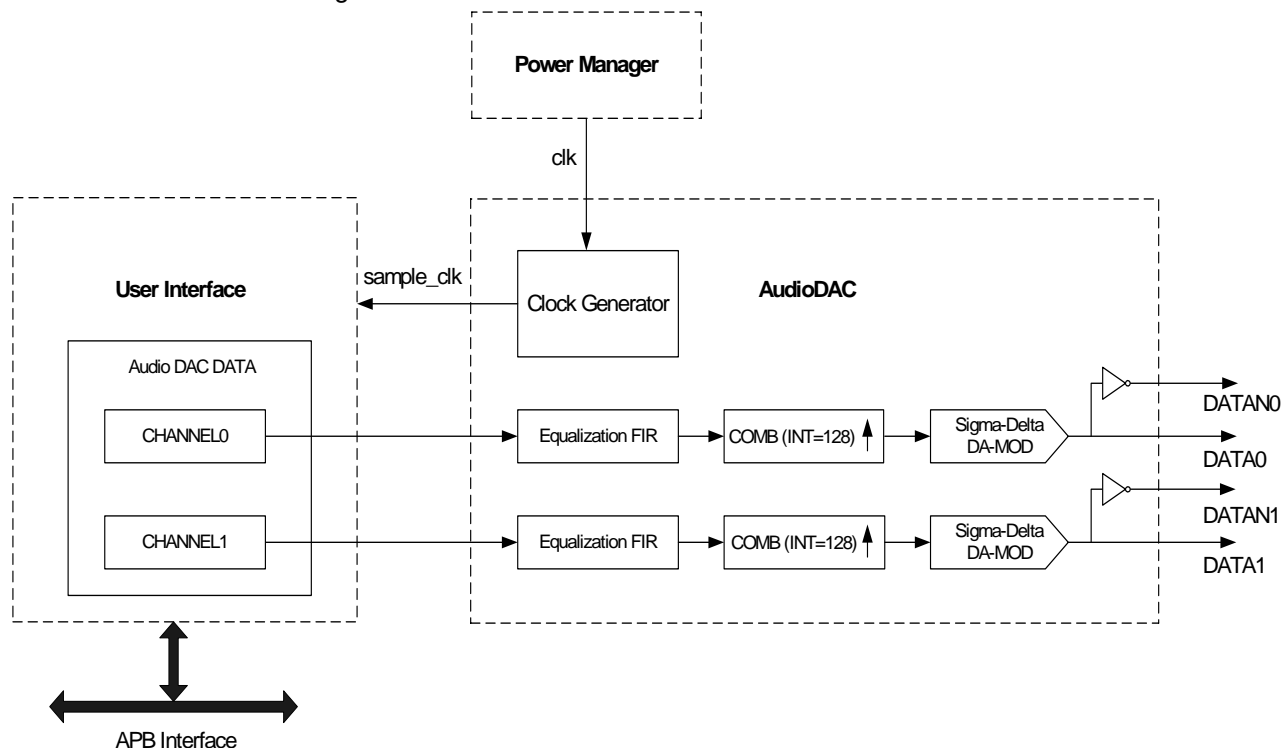 Power Manager
clk
User Interface
sample_clk
Clock Generator
AudioDAC
Audio DAC DATA
CHANNEL0
Equalization FIR
COMB (INT=128)
Sigma-Delta
DA-MOD
DATAN0
DATA0
CHANNEL1
Equalization FIR
COMB (INT=128)
Sigma-Delta
DA-MOD
DATAN1
DATA1
APB Interface